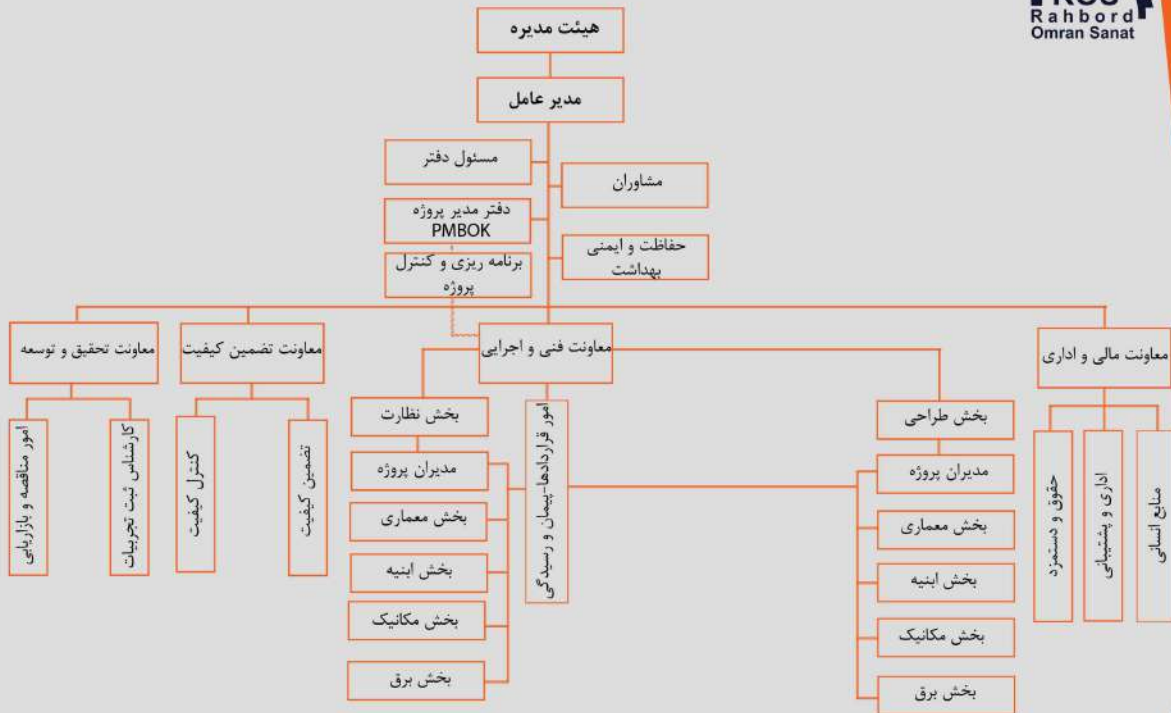 ROS
Rahbord
Omran Sanat
هیئت مدیره
مدیر عامل
مسئول دفتر
مشاوران
دفتر مدیر پروژه
PMBOK
حفاظت و ایمنی
بهداشت
برنامه ریزی و کنترل
پروژه
معاونت مالی و اداری
معاونت فنی و اجرایی
معاونت تضمین کیفیت
معاونت تحقیق و توسعه
منابع انسانی
اداری و پشتیبانی
حقوق و دستمزد
بخش طراحی
مدیران پروژه
بخش معماری
بخش ابنیه
بخش مکانیک
بخش برق
امور قراردادها-پیمان و رسیدگی
بخش نظارت
مدیران پروژه
بخش معماری
بخش ابنیه
بخش مکانیک
بخش برق
تضمین کیفیت
کنترل کیفیت
کارشناس ثبت تجربیات
امور مناقصه و بازاریابی